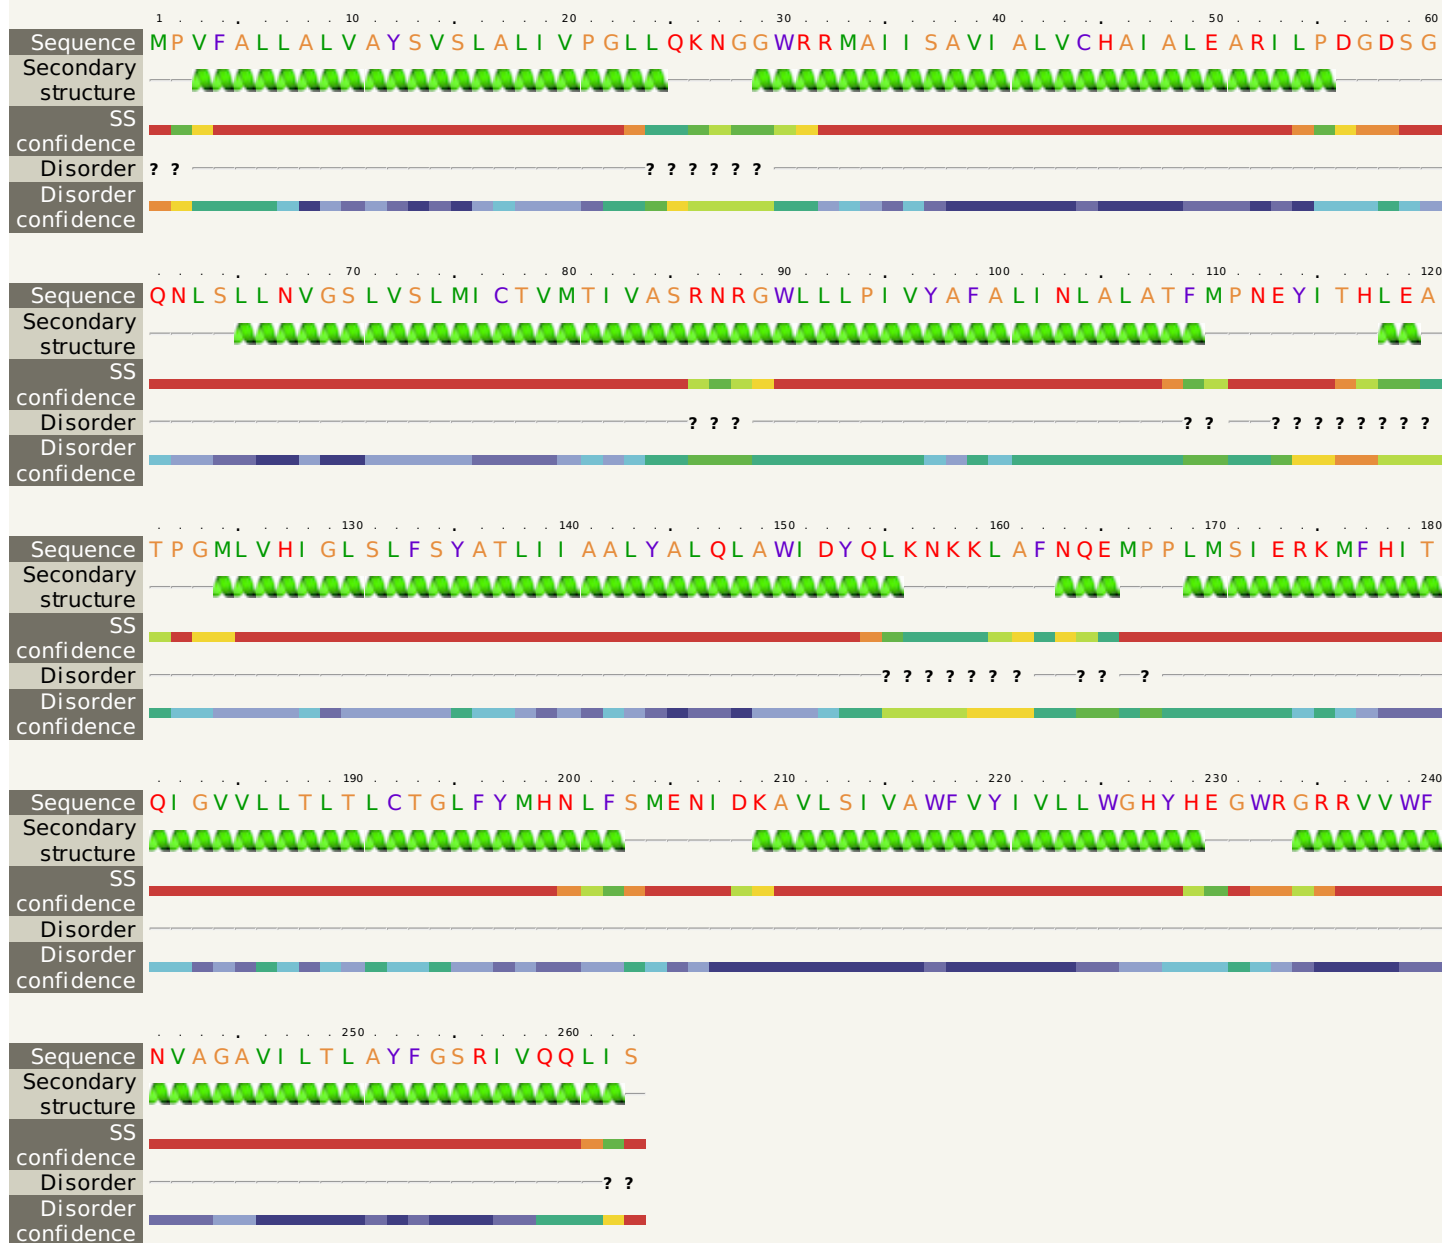 1 . . . . 10 . . . . . . . 20 . . . . . . . 30 . . . . . . . 40 . . . . . . . 50 . . . . . . . 60
Sequence MPVFALLALVAYSVSLALIVPGLLQKNGGWRRMAIISAVIALVCHAIALEARILPDGDSG
Secondary
structure
SS
confidence
Disorder ? ? ? ? ? ? ? ?
Disorder
confidence
. . . . . . . 70 . . . . . . . 80 . . . . . . . 90 . . . . . . . 100 . . . . . . . 110 . . . . . . . 120
Sequence QNLSLLNVGSLVSLMICTVMTIVASRNRGWLLLPIVYAFALINLALATFMPNEYITHLEA
Secondary
structure
SS
confidence
Disorder ? ? ? ? ? ? ? ? ? ? ? ? ?
Disorder
confidence
. . . . . . . 130 . . . . . . . 140 . . . . . . . 150 . . . . . . . 160 . . . . . . . 170 . . . . . . . 180
Sequence TPGMLVHIGLSLFSYATLIIAALYALQLAWIDYQLKNKKLAFNQEMPPLMSIERKMFHIT
Secondary
structure
SS
confidence
Disorder ? ? ? ? ? ? ? ? ? ?
Disorder
confidence
. . . . . . . 190 . . . . . . . 200 . . . . . . . 210 . . . . . . . 220 . . . . . . . 230 . . . . . . . 240
Sequence QIGVVLLTLTLCTGLFYMHNLFSMENIDKAVLSIVAWFVYIVLLWGHYHEGWRGRRVVWF
Secondary
structure
SS
confidence
Disorder
Disorder
confidence
. . . . . . . 250 . . . . . . . 260 . . .
Sequence NVAGAVILTLAYFGSRIVQQLIS
Secondary
structure
SS
confidence
Disorder ? ?
Disorder
confidence